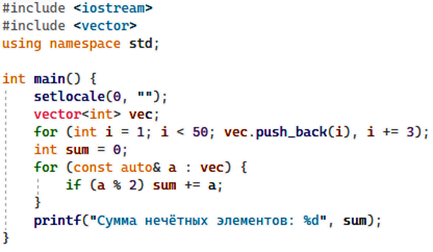 #include <iostream>
#include <vector>
using namespace std;
int main() {
setlocale(0, "");
vector<int> vec;
for (int i = 1; i < 50; vec.push_back(i), i += 3);
int sum = 0;
for (const auto& a : vec) {
if (a % 2) sum += a;
}
printf("Сумма нечётных элементов: %d", sum);
}